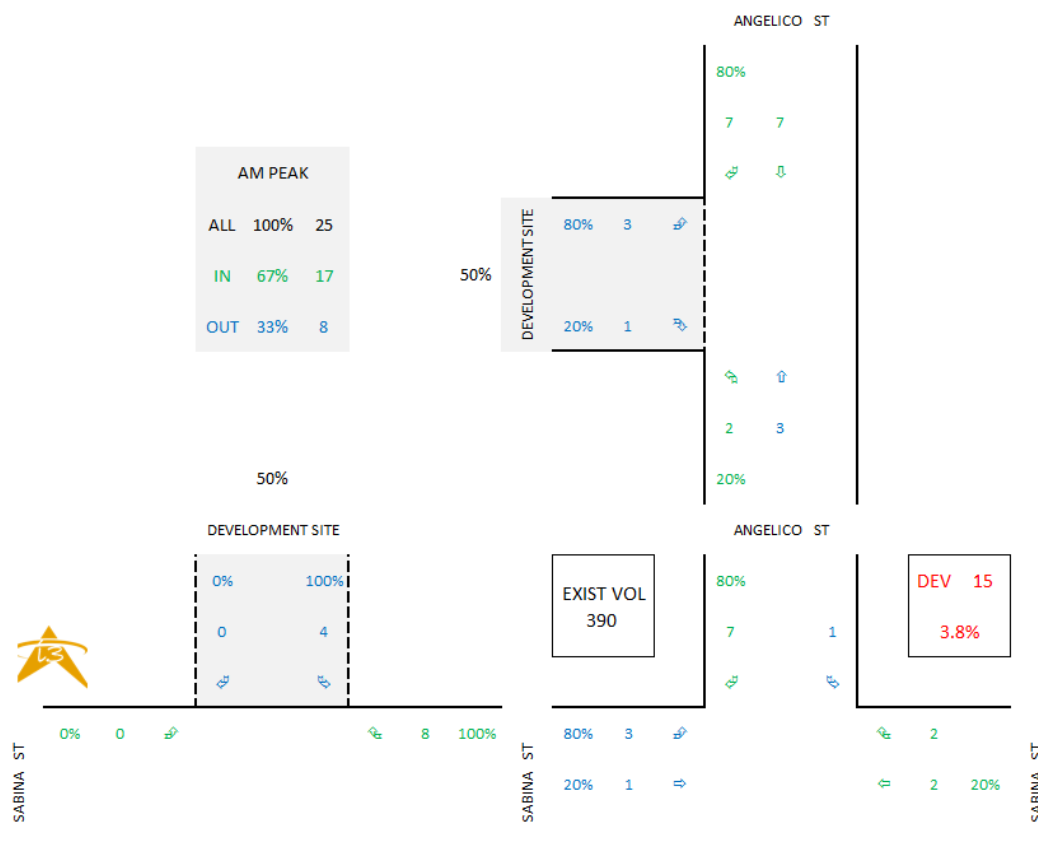 ANGELICO ST
80%
7 7
AM PEAK
ALL 100% 25
IN 67% 17
OUT 33% 8
50%
DEVELOPMENT SITE
80% 3
20% 1
2 3
20%
50%
DEVELOPMENT SITE
0% 100%
0 4
0% 0
8 100%
SABINA ST
ANGELICO ST
EXIST VOL
390
80%
7 1
DEV 15
3.8%
SABINA ST
80% 3
20% 1
2
2 20%
SABINA ST
L3